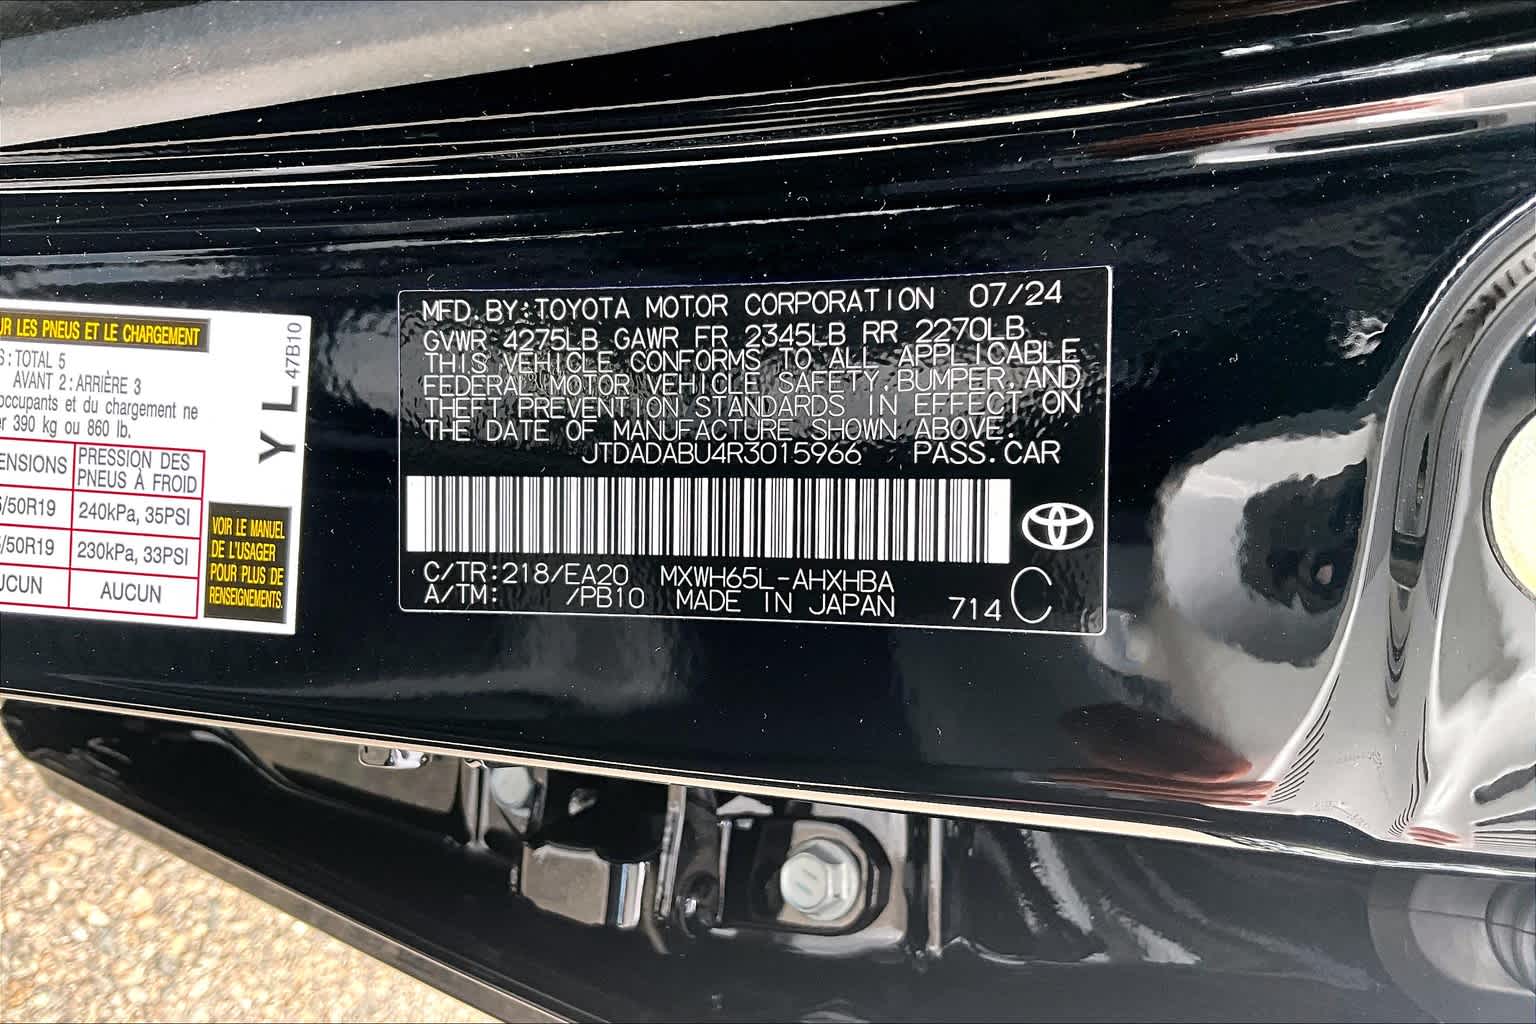 UR LES PNEUS ET LE CHARGEMENT
S: TOTAL 5
AVANT 2: ARRIÈRE 3
occupants et du chargement ne
er 390 kg ou 860 lb.
ENSIONS PRESSION DES PNEUS À FROID
/50R19 240kPa, 35PSI
/50R19 230kPa, 33PSI
UCUN AUCUN
YL 47B10
VOIR LE MANUEL
DE L'USAGER
POUR PLUS DE
RENSEIGNEMENTS.
MFD. BY: TOYOTA MOTOR CORPORATION 07/24
GVWR 4275LB GAWR FR 2345LB RR 2270LB
THIS VEHICLE CONFORMS TO ALL APPLICABLE
FEDERAL MOTOR VEHICLE SAFETY, BUMPER, AND
THEFT PREVENTION STANDARDS IN EFFECT ON
THE DATE OF MANUFACTURE SHOWN ABOVE.
JTDADABU4R3015966 PASS. CAR
C/TR: 218/EA20 MXWH65L-AHXHBA
A/TM: /PB10 MADE IN JAPAN 714 C